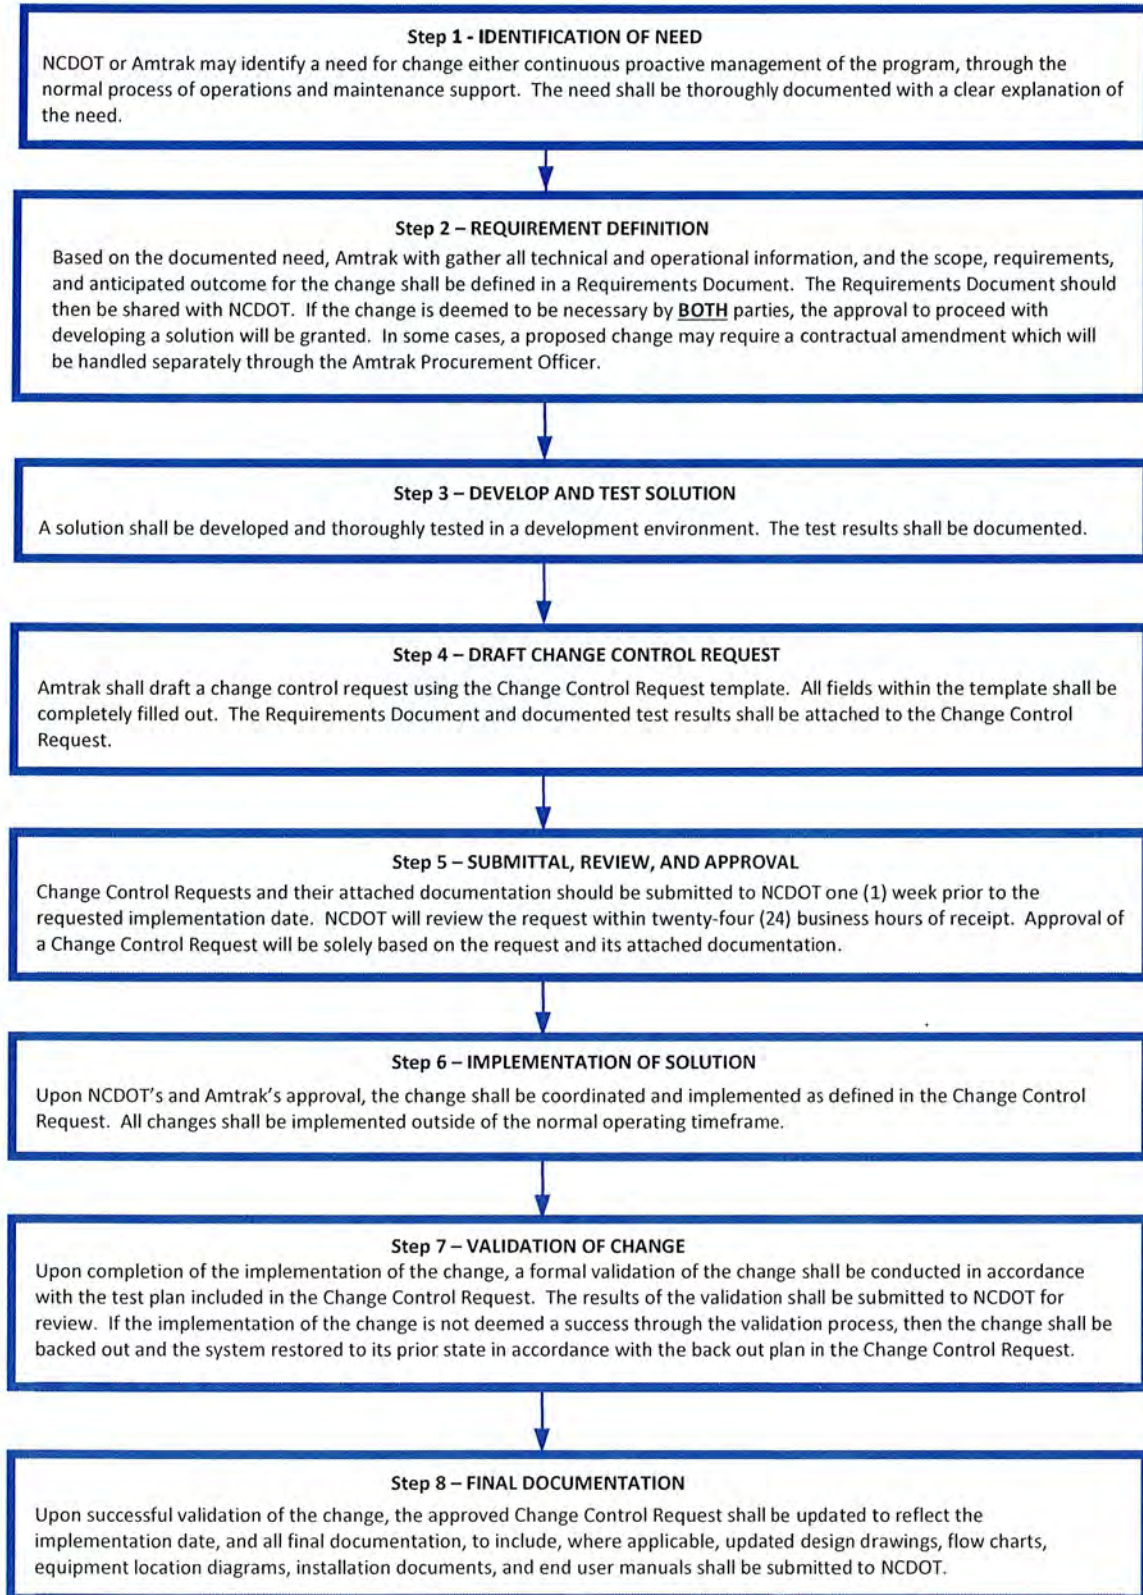 Step 1 - IDENTIFICATION OF NEED
NCDOT or Amtrak may identify a need for change either continuous proactive management of the program, through the
normal process of operations and maintenance support. The need shall be thoroughly documented with a clear explanation of
the need.
Step 2 – REQUIREMENT DEFINITION
Based on the documented need, Amtrak with gather all technical and operational information, and the scope, requirements,
and anticipated outcome for the change shall be defined in a Requirements Document. The Requirements Document should
then be shared with NCDOT. If the change is deemed to be necessary by BOTH parties, the approval to proceed with
developing a solution will be granted. In some cases, a proposed change may require a contractual amendment which will
be handled separately through the Amtrak Procurement Officer.
Step 3 – DEVELOP AND TEST SOLUTION
A solution shall be developed and thoroughly tested in a development environment. The test results shall be documented.
Step 4 – DRAFT CHANGE CONTROL REQUEST
Amtrak shall draft a change control request using the Change Control Request template. All fields within the template shall be
completely filled out. The Requirements Document and documented test results shall be attached to the Change Control
Request.
Step 5 – SUBMITTAL, REVIEW, AND APPROVAL
Change Control Requests and their attached documentation should be submitted to NCDOT one (1) week prior to the
requested implementation date. NCDOT will review the request within twenty-four (24) business hours of receipt. Approval of
a Change Control Request will be solely based on the request and its attached documentation.
Step 6 – IMPLEMENTATION OF SOLUTION
Upon NCDOT's and Amtrak's approval, the change shall be coordinated and implemented as defined in the Change Control
Request. All changes shall be implemented outside of the normal operating timeframe.
Step 7 – VALIDATION OF CHANGE
Upon completion of the implementation of the change, a formal validation of the change shall be conducted in accordance
with the test plan included in the Change Control Request. The results of the validation shall be submitted to NCDOT for
review. If the implementation of the change is not deemed a success through the validation process, then the change shall be
backed out and the system restored to its prior state in accordance with the back out plan in the Change Control Request.
Step 8 – FINAL DOCUMENTATION
Upon successful validation of the change, the approved Change Control Request shall be updated to reflect the
implementation date, and all final documentation, to include, where applicable, updated design drawings, flow charts,
equipment location diagrams, installation documents, and end user manuals shall be submitted to NCDOT.